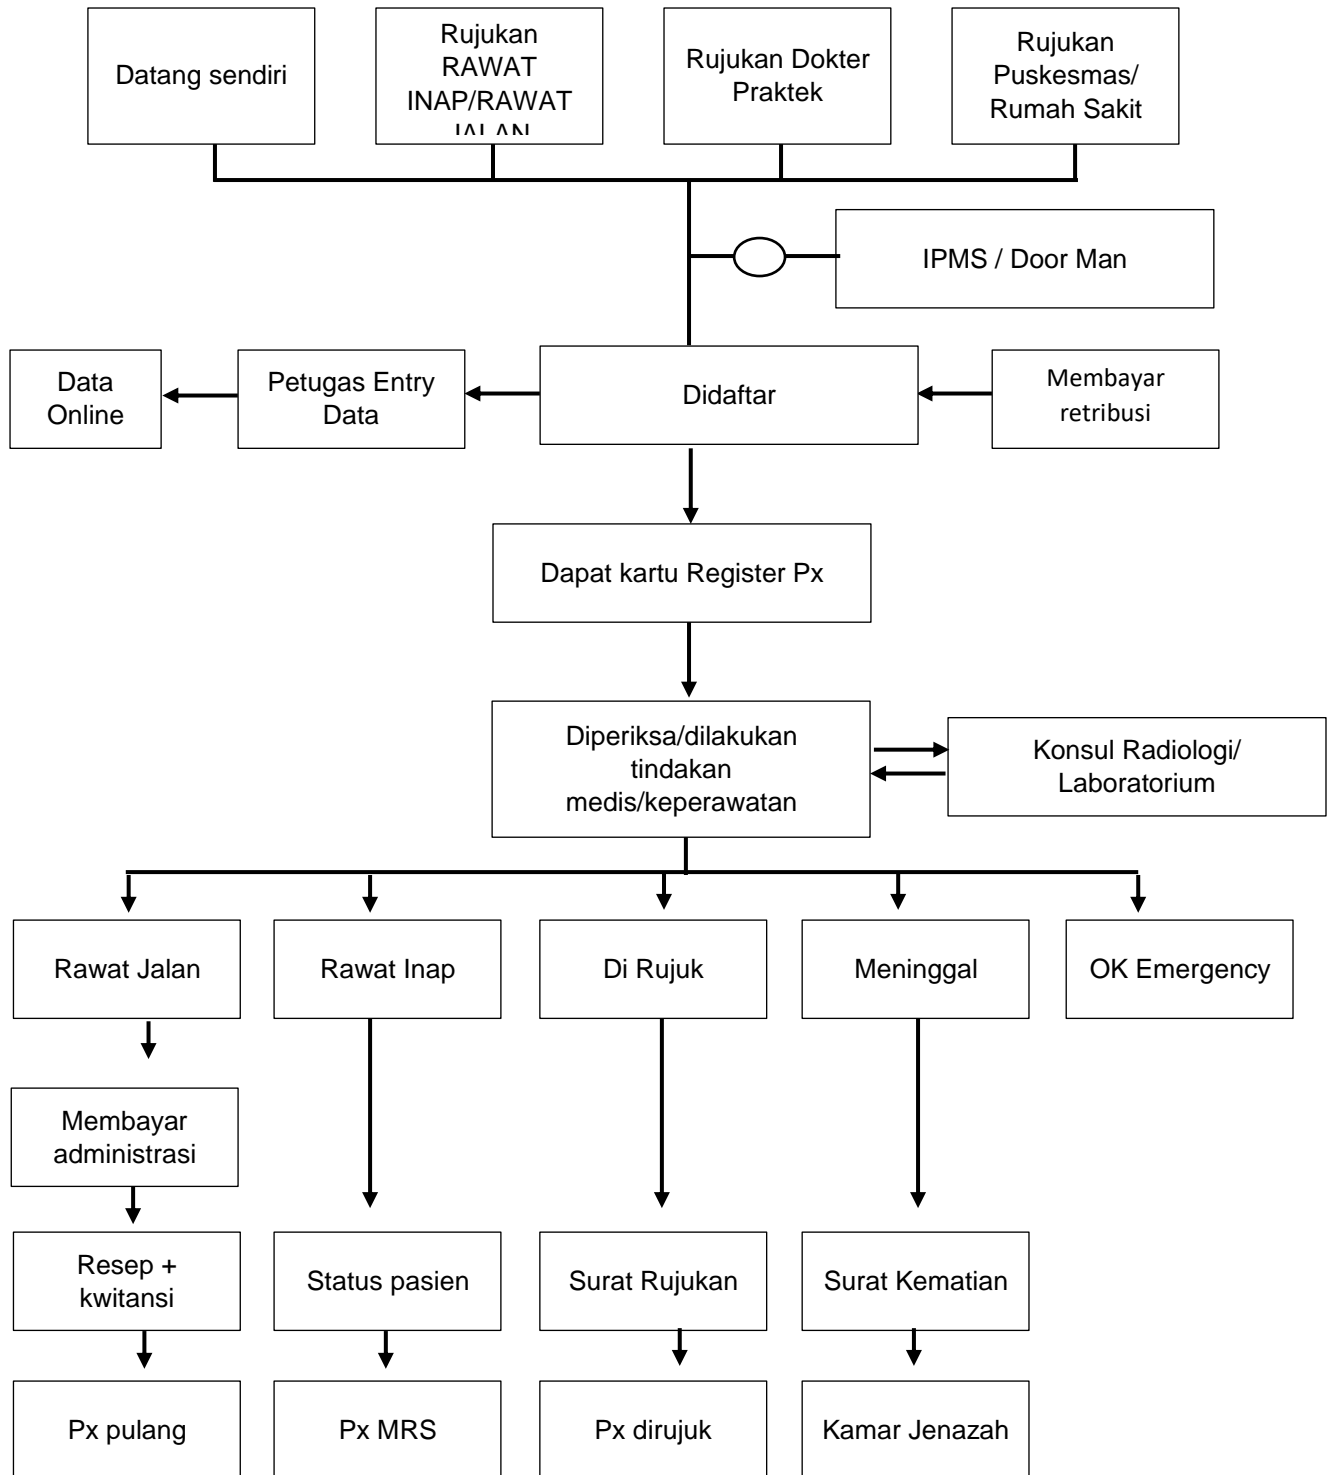 Datang sendiri
Rujukan
RAWAT
INAP/RAWAT
JALAN
Rujukan Dokter
Praktek
Rujukan
Puskesmas/
Rumah Sakit
IPMS / Door Man
Data
Online
Petugas Entry
Data
Didaftar
Membayar
retribusi
Dapat kartu Register Px
Diperiksa/dilakukan
tindakan
medis/keperawatan
Konsul Radiologi/
Laboratorium
Rawat Jalan
Rawat Inap
Di Rujuk
Meninggal
OK Emergency
Membayar
administrasi
Resep +
kwitansi
Status pasien
Surat Rujukan
Surat Kematian
Px pulang
Px MRS
Px dirujuk
Kamar Jenazah